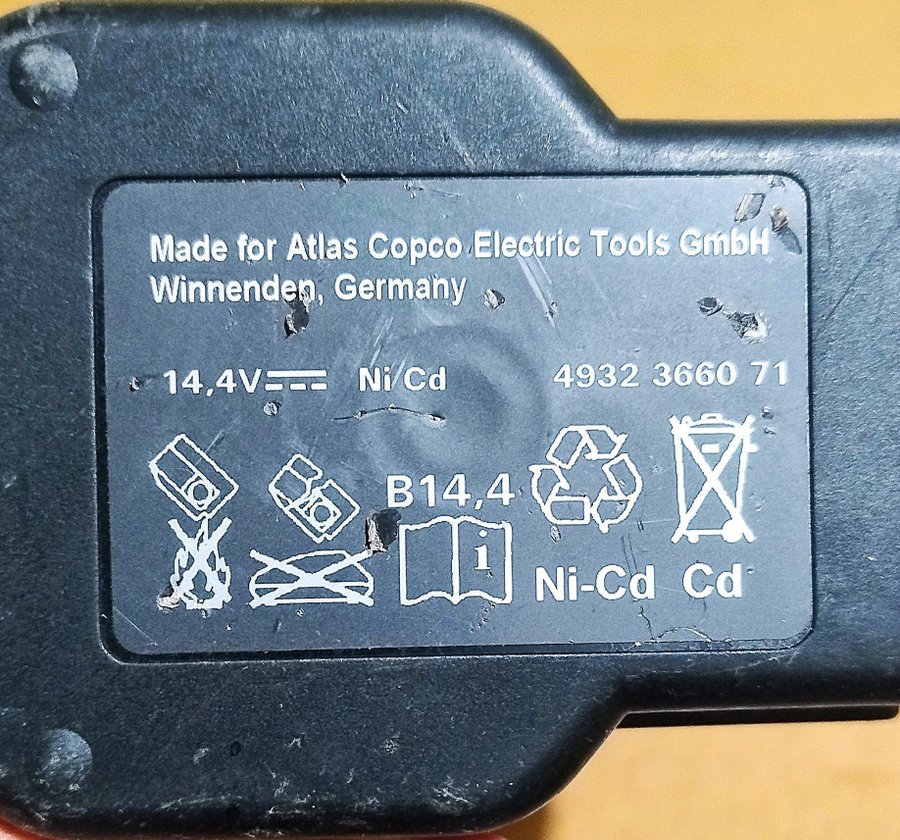 Made for Atlas Copco Electric Tools GmbH
Winnenden, Germany
14,4V Ni/Cd 4932 3660 71
B14,4
i
Ni-Cd Cd